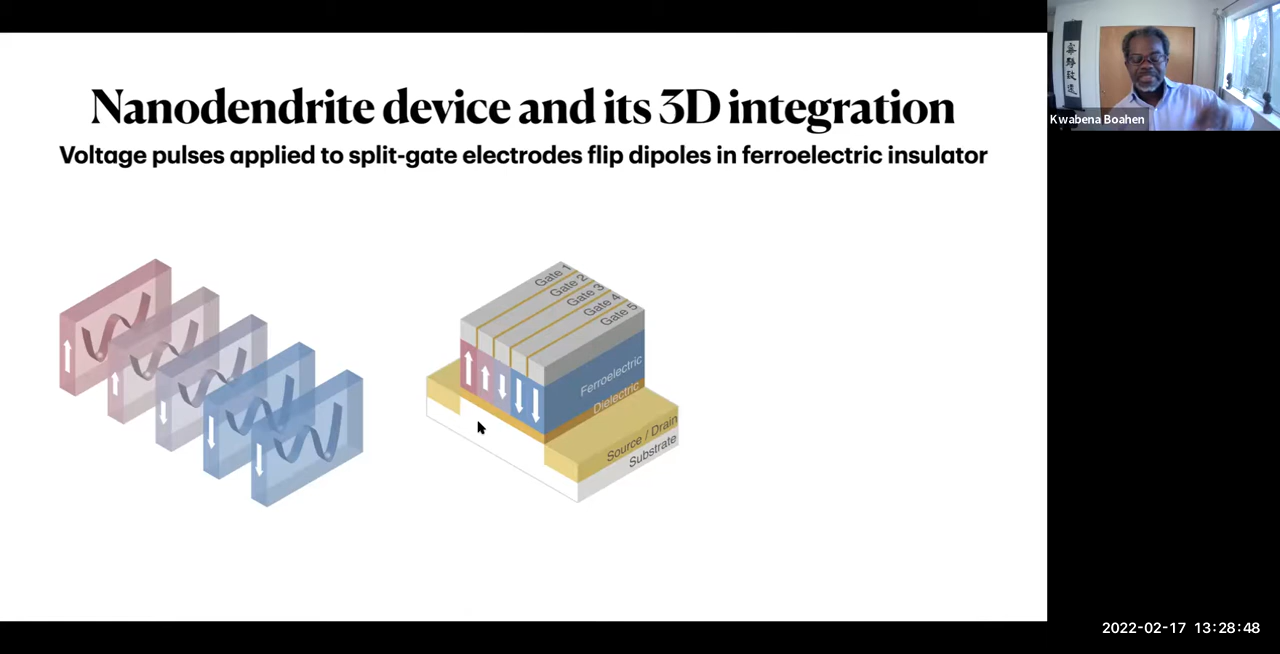 Nanodendrite device and its 3D integration
Voltage pulses applied to split-gate electrodes flip dipoles in ferroelectric insulator
Gate 1
Gate 2
Gate 3
Gate 4
Gate 5
Ferroelectric
Dielectric
Source / Drain
Substrate
Kwabena Boahen
2022-02-17 13:28:48